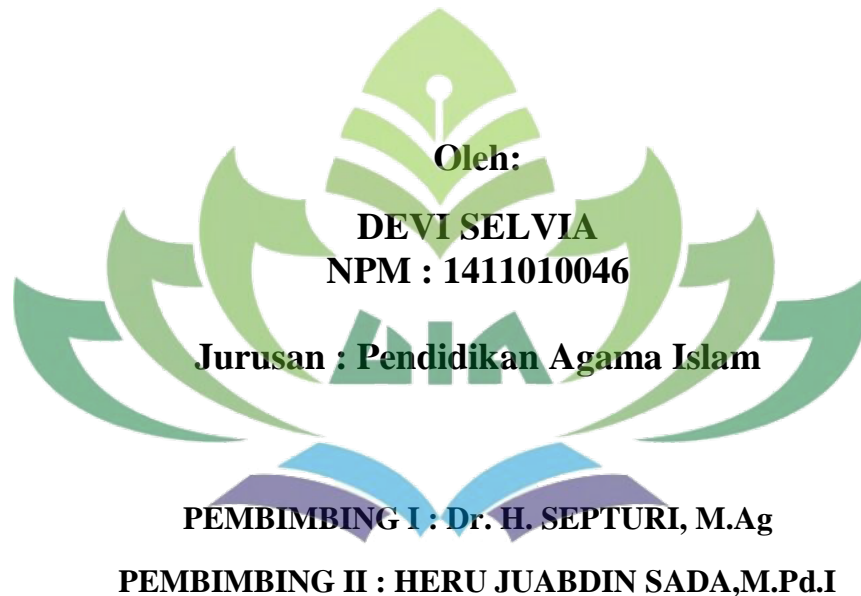 Oleh:
DEVI SELVIA
NPM : 1411010046
Jurusan : Pendidikan Agama Islam
PEMBIMBING I : Dr. H. SEPTURI, M.Ag
PEMBIMBING II : HERU JUABDIN SADA,M.Pd.I